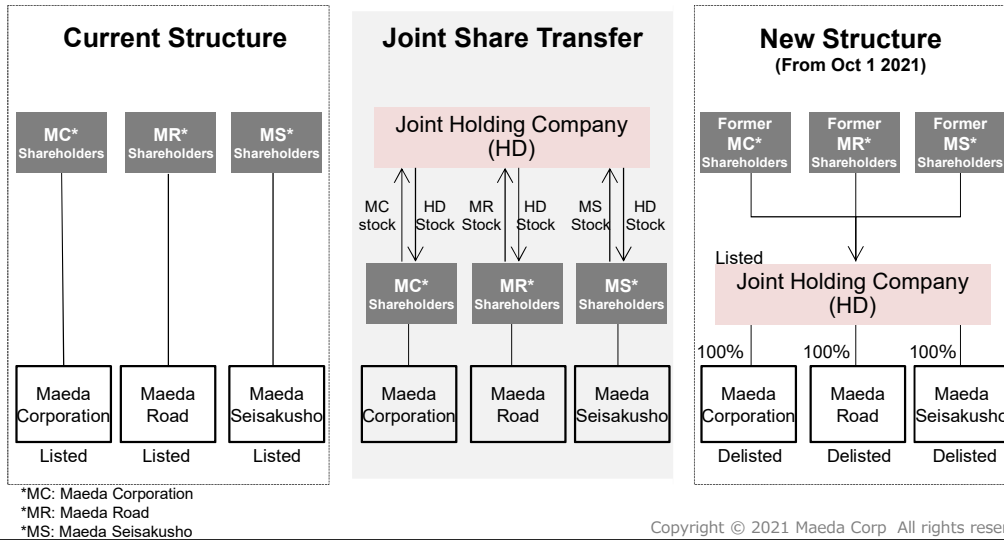 Current Structure
MC*
Shareholders
MR*
Shareholders
MS*
Shareholders
Maeda
Corporation
Maeda
Road
Maeda
Seisakusho
Listed
Listed
Listed
Joint Share Transfer
Joint Holding Company
(HD)
MC
stock
HD
Stock
MR
Stock
HD
Stock
MS
Stock
HD
Stock
MC*
Shareholders
MR*
Shareholders
MS*
Shareholders
Maeda
Corporation
Maeda
Road
Maeda
Seisakusho
New Structure
(From Oct 1 2021)
Former
MC*
Shareholders
Former
MR*
Shareholders
Former
MS*
Shareholders
Listed
Joint Holding Company
(HD)
100%
100%
100%
Maeda
Corporation
Maeda
Road
Maeda
Seisakusho
Delisted
Delisted
Delisted
*MC: Maeda Corporation
*MR: Maeda Road
*MS: Maeda Seisakusho
Copyright © 2021 Maeda Corp All rights reser